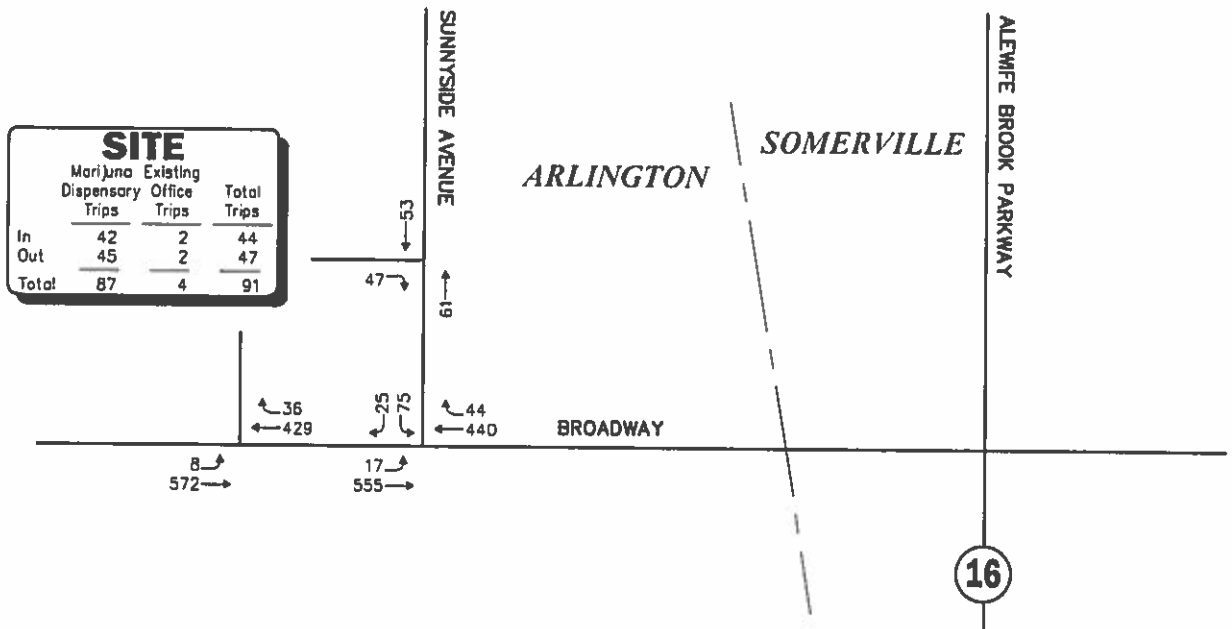 SUNNYSIDE AVENUE
ALEWIFE BROOK PARKWAY
SITE
Marijuna Existing
Dispensary Office Total
Trips Trips Trips
In 42 2 44
Out 45 2 47
Total 87 4 91
ARLINGTON
SOMERVILLE
53
47
61
36
429
25
75
44
440
BROADWAY
8
572
17
555
16